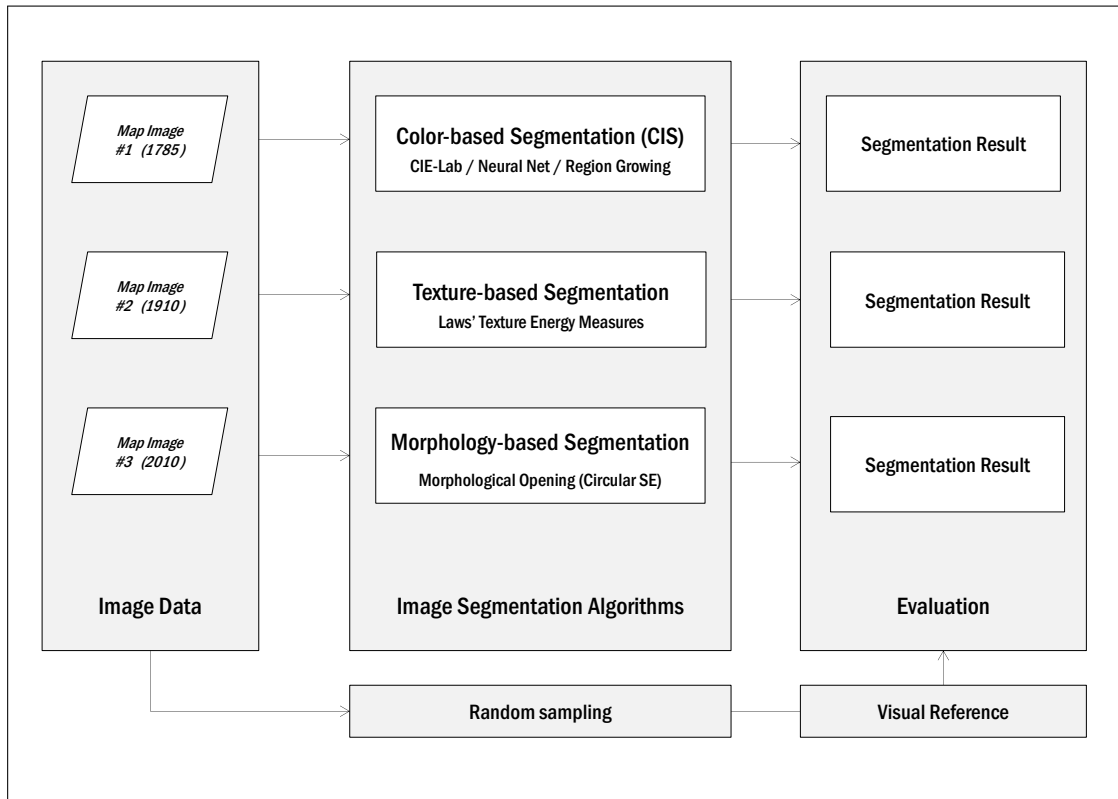 Map Image
#1 (1785)
Color-based Segmentation (CIS)
CIE-Lab / Neural Net / Region Growing
Segmentation Result
Map Image
#2 (1910)
Texture-based Segmentation
Laws’ Texture Energy Measures
Segmentation Result
Map Image
#3 (2010)
Morphology-based Segmentation
Morphological Opening (Circular SE)
Segmentation Result
Image Data
Image Segmentation Algorithms
Evaluation
Random sampling
Visual Reference